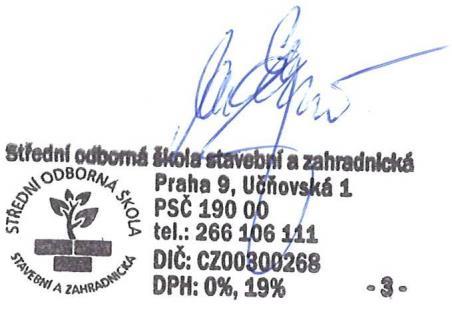 Střední odborná škola stavební a zahradnická
STŘEDNÍ ODBORNÁ ŠKOLA
STAVEBNÍ A ZAHRADNICKÁ
Praha 9, Učňovská 1
PSČ 190 00
tel.: 266 106 111
DIČ: CZ00300268
DPH: 0%, 19%
- 3 -